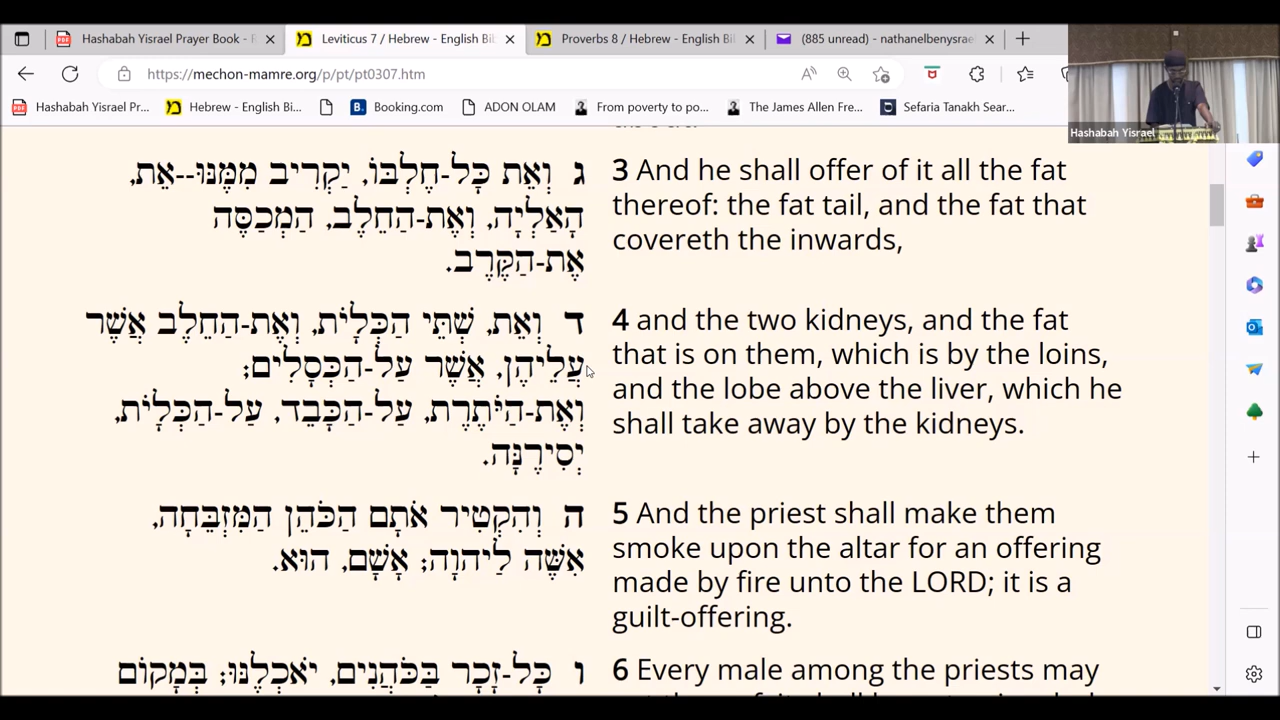 Hashabah Yisrael Prayer Book - R
Leviticus 7 / Hebrew - English Bib
Proverbs 8 / Hebrew - English Bi
(885 unread) - nathanelbenysrae
https://mechon-mamre.org/p/pt/pt0307.htm
Hashabah Yisrael Pr...
Hebrew - English Bi...
Booking.com
ADON OLAM
From poverty to po...
The James Allen Fre...
Sefaria Tanakh Sear...
Hashabah Yisrael
ג וְאֵת כָּל-חֶלְבּוֹ, יַקְרִיב מִמֶּנּוּ--אֵת,
הָאַלְיָה, וְאֶת-הַחֵלֶב, הַמְכַסֶּה
אֶת-הַקֶּרֶב.
3 And he shall offer of it all the fat
thereof: the fat tail, and the fat that
covereth the inwards,
ד וְאֵת, שְׁתֵּי הַכְּלָיֹת, וְאֶת-הַחֵלֶב אֲשֶׁר
עֲלֵיהֶן, אֲשֶׁר עַל-הַכְּסָלִים;
וְאֶת-הַיֹּתֶרֶת, עַל-הַכָּבֵד, עַל-הַכְּלָיֹת,
יְסִירֶנָּה.
4 and the two kidneys, and the fat
that is on them, which is by the loins,
and the lobe above the liver, which he
shall take away by the kidneys.
ה וְהִקְטִיר אֹתָם הַכֹּהֵן הַמִּזְבֵּחָה,
אִשֶּׁה לַיהוָה; אָשָׁם, הוּא.
5 And the priest shall make them
smoke upon the altar for an offering
made by fire unto the LORD; it is a
guilt-offering.
ו כָּל-זָכָר בַּכֹּהֲנִים, יֹאכְלֶנּוּ; בְּמָקוֹם
6 Every male among the priests may